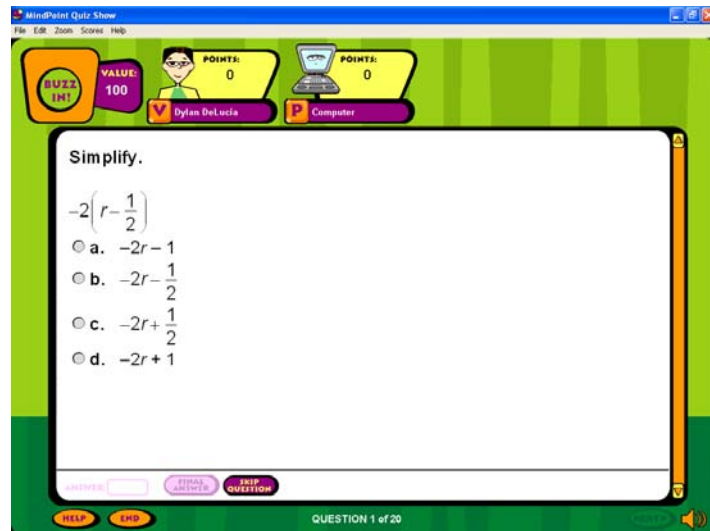 MindPoint Quiz Show
File Edit Zoom Scores Help
BUZZ IN!
VALUE:
100
POINTS:
0
V Dylan DeLucia
POINTS:
0
P Computer
Simplify.
−2(r − 1/2)
a. −2r − 1
b. −2r − 1/2
c. −2r + 1/2
d. −2r + 1
ANSWER:
FINAL ANSWER
SKIP QUESTION
HELP
END
QUESTION 1 of 20